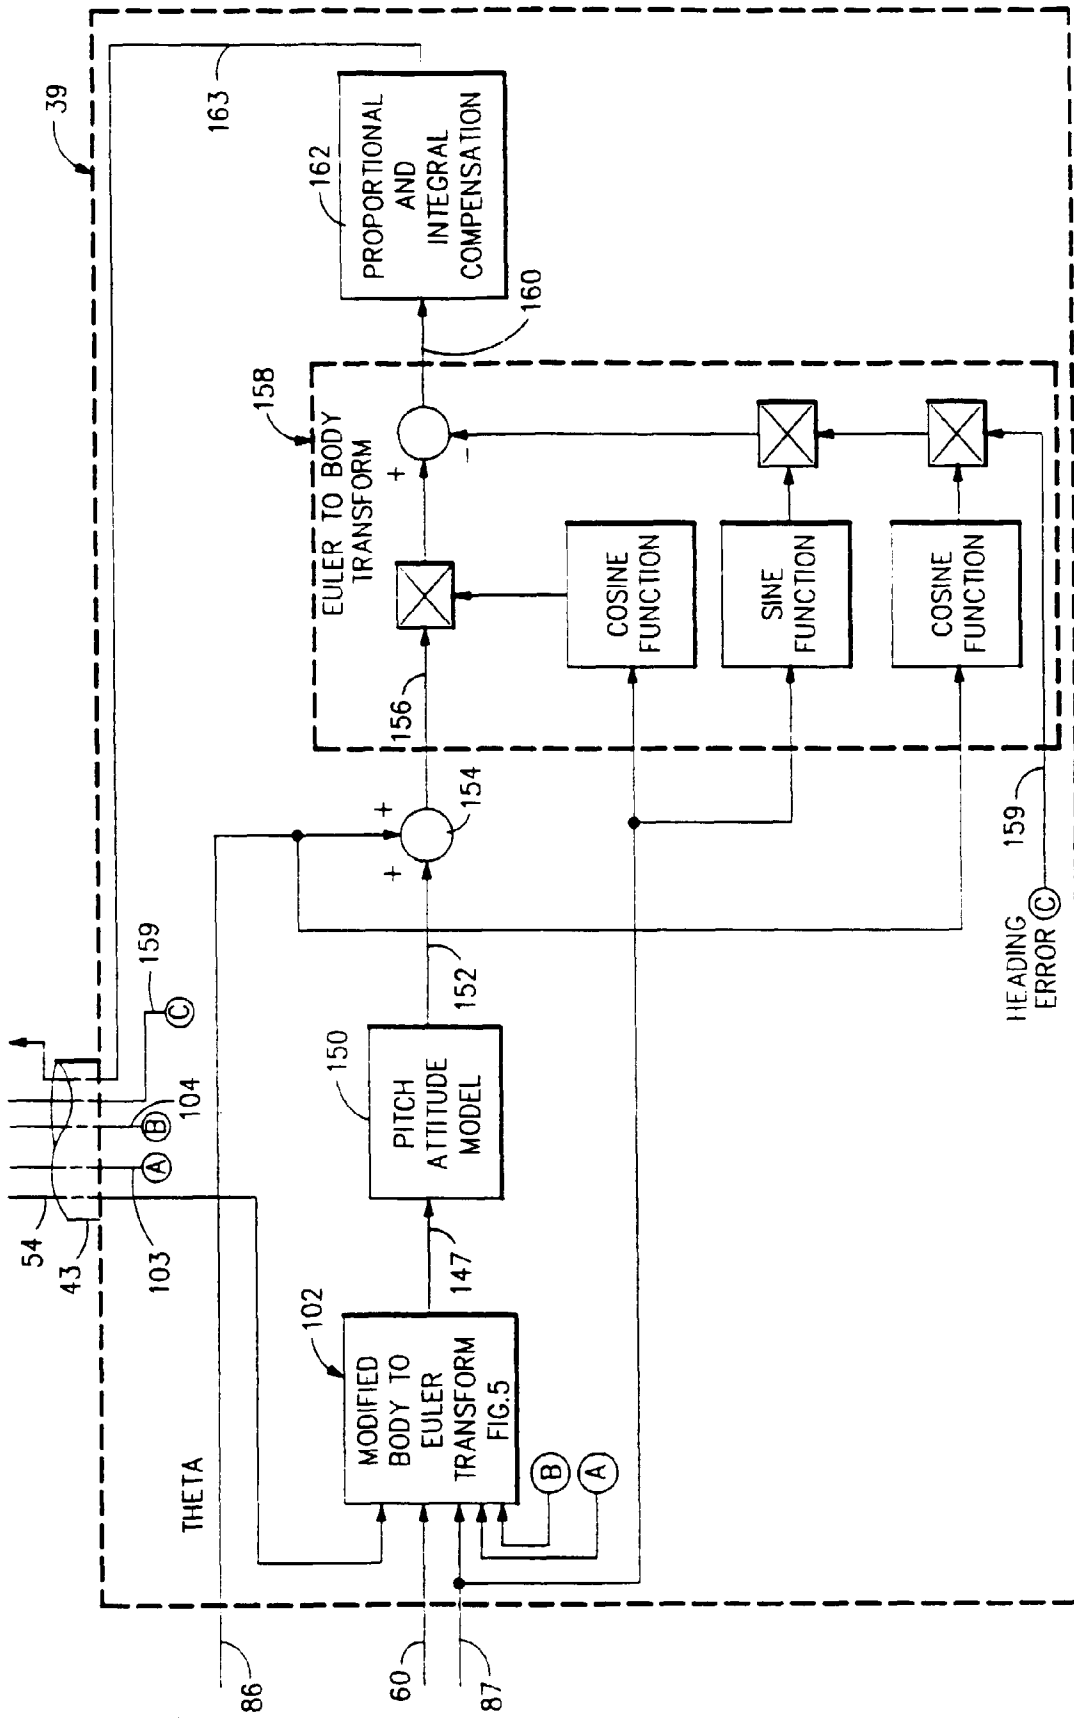 39
163
162
PROPORTIONAL
AND
INTEGRAL
COMPENSATION
160
158
EULER TO BODY
TRANSFORM
+
-
COSINE
FUNCTION
SINE
FUNCTION
COSINE
FUNCTION
156
154
+
+
159
HEADING
ERROR
C
159
C
104
B
A
103
43
54
152
150
PITCH
ATTITUDE
MODEL
147
102
MODIFIED
BODY TO
EULER
TRANSFORM
FIG.5
B
A
THETA
86
60
87